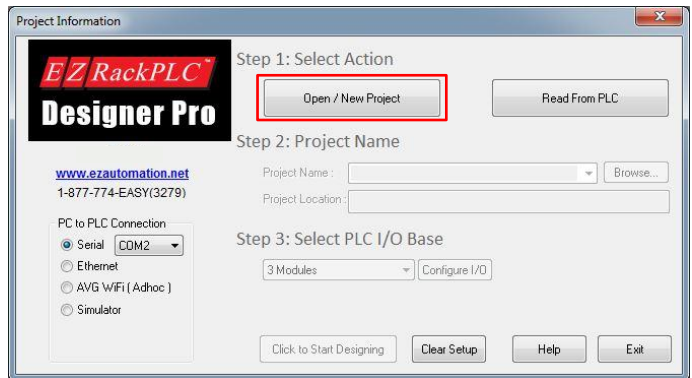 Project Information
EZRackPLC™
Designer Pro
www.ezautomation.net
1-877-774-EASY(3279)
PC to PLC Connection
Serial COM2
Ethernet
AVG WiFi ( Adhoc )
Simulator
Step 1: Select Action
Open / New Project Read From PLC
Step 2: Project Name
Project Name : Browse...
Project Location :
Step 3: Select PLC I/O Base
3 Modules Configure I/O
Click to Start Designing Clear Setup Help Exit